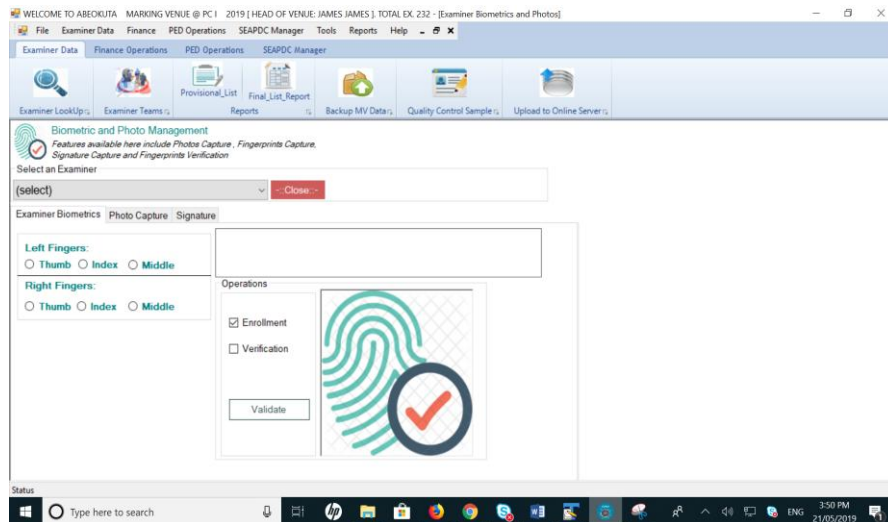 WELCOME TO ABEOKUTA MARKING VENUE @ PC I 2019 [ HEAD OF VENUE: JAMES JAMES ]. TOTAL EX. 232 - [Examiner Biometrics and Photos]
File Examiner Data Finance PED Operations SEAPDC Manager Tools Reports Help
Examiner Data Finance Operations PED Operations SEAPDC Manager
Provisional_List Final_List_Report
Examiner LookUp Examiner Teams Reports Backup MV Data Quality Control Sample Upload to Online Server
Biometric and Photo Management
Features available here include Photos Capture , Fingerprints Capture,
Signature Capture and Fingerprints Verification
Select an Examiner
(select) -::Close::-
Examiner Biometrics Photo Capture Signature
Left Fingers:
Thumb Index Middle
Right Fingers:
Thumb Index Middle
Operations
Enrollment
Verification
Validate
Status
Type here to search
ENG
3:50 PM
21/05/2019